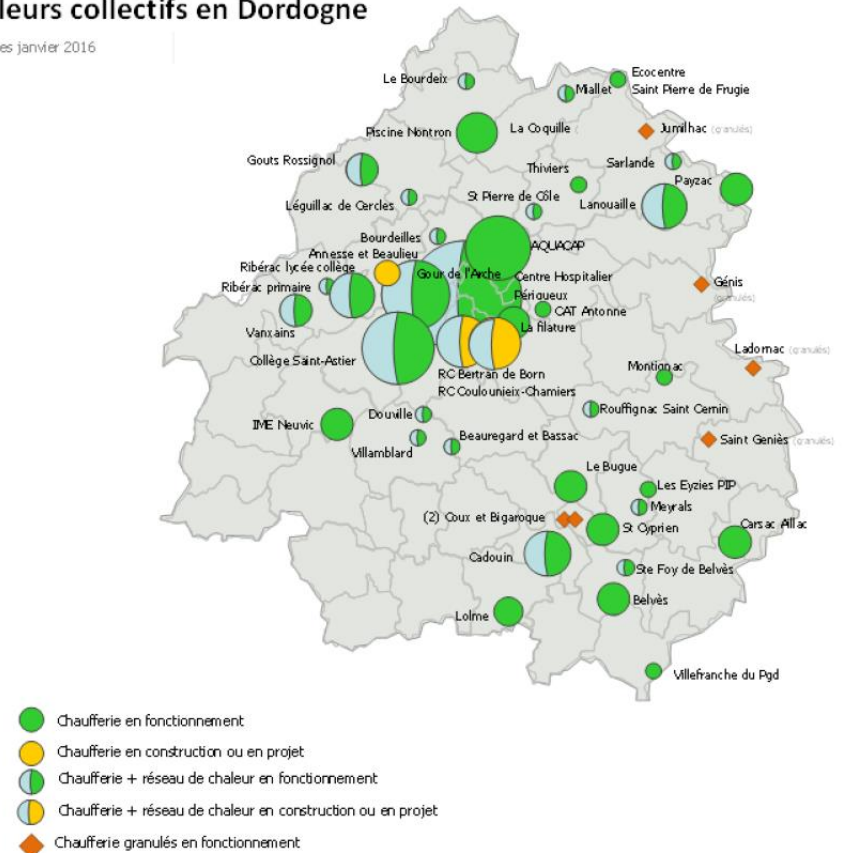 leurs collectifs en Dordogne
es janvier 2016
Ecocentre
Saint Pierre de Frugie
Le Bourdeix
Miallet
Piscine Nontron
La Coquille (
Jumilhac (granulés)
Gouts Rossignol
Thiviers
Sarlande
Payzac
Léguillac de Cercles
St Pierre de Côle
Lanouaille
Bourdeilles
AQUACAP
Annesse et Beaulieu
Ribérac lycée collège
Gour de l'Arche
Centre Hospitalier
Périgueux
Ribérac primaire
Génis
(granulés)
CAT Antonne
La filature
Vanxains
Collège Saint-Astier
Ladornac (granulés)
RC Bertran de Born
RC Coulounieix-Chamiers
Montignac
Rouffignac Saint Cernin
Douville
IME Neuvic
Beauregard et Bassac
Saint Geniès (granulés)
Villamblard
Le Bugue
Les Eyzies PIP
Meyrals
(2) Coux et Bigaroque
St Cyprien
Carsac Aillac
Cadouin
Ste Foy de Belvès
Belvès
Lolme
Villefranche du Pgd
Chaufferie en fonctionnement
Chaufferie en construction ou en projet
Chaufferie + réseau de chaleur en fonctionnement
Chaufferie + réseau de chaleur en construction ou en projet
Chaufferie granulés en fonctionnement